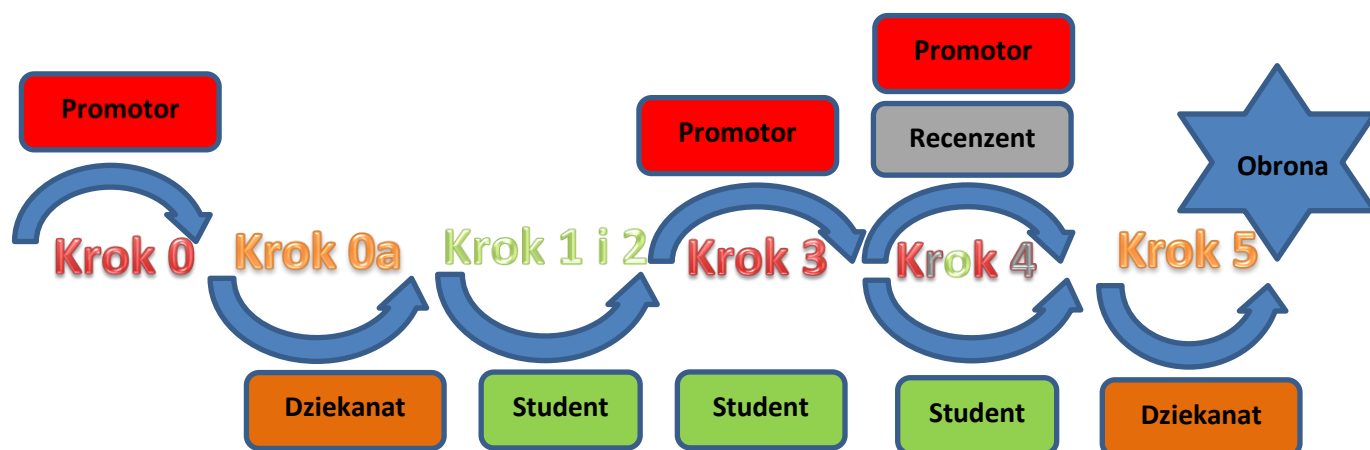 Promotor
Recenzent
Promotor
Promotor
Obrona
Krok 0
Krok 0a
Krok 1 i 2
Krok 3
Krok 4
Krok 5
Dziekanat
Student
Student
Student
Dziekanat